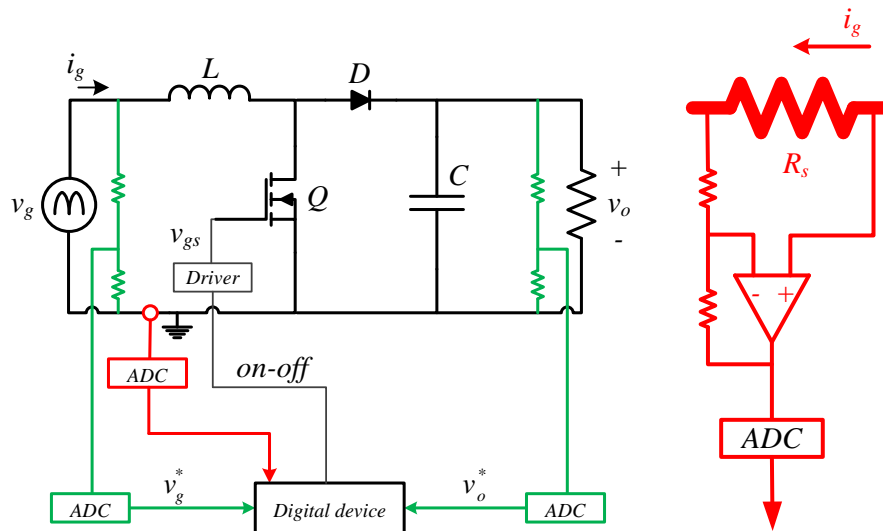 i_g
L
D
v_g
Q
C
+
v_o
-
v_gs
Driver
ADC
on-off
ADC
v_g^*
Digital device
v_o^*
ADC
i_g
R_s
- +
ADC